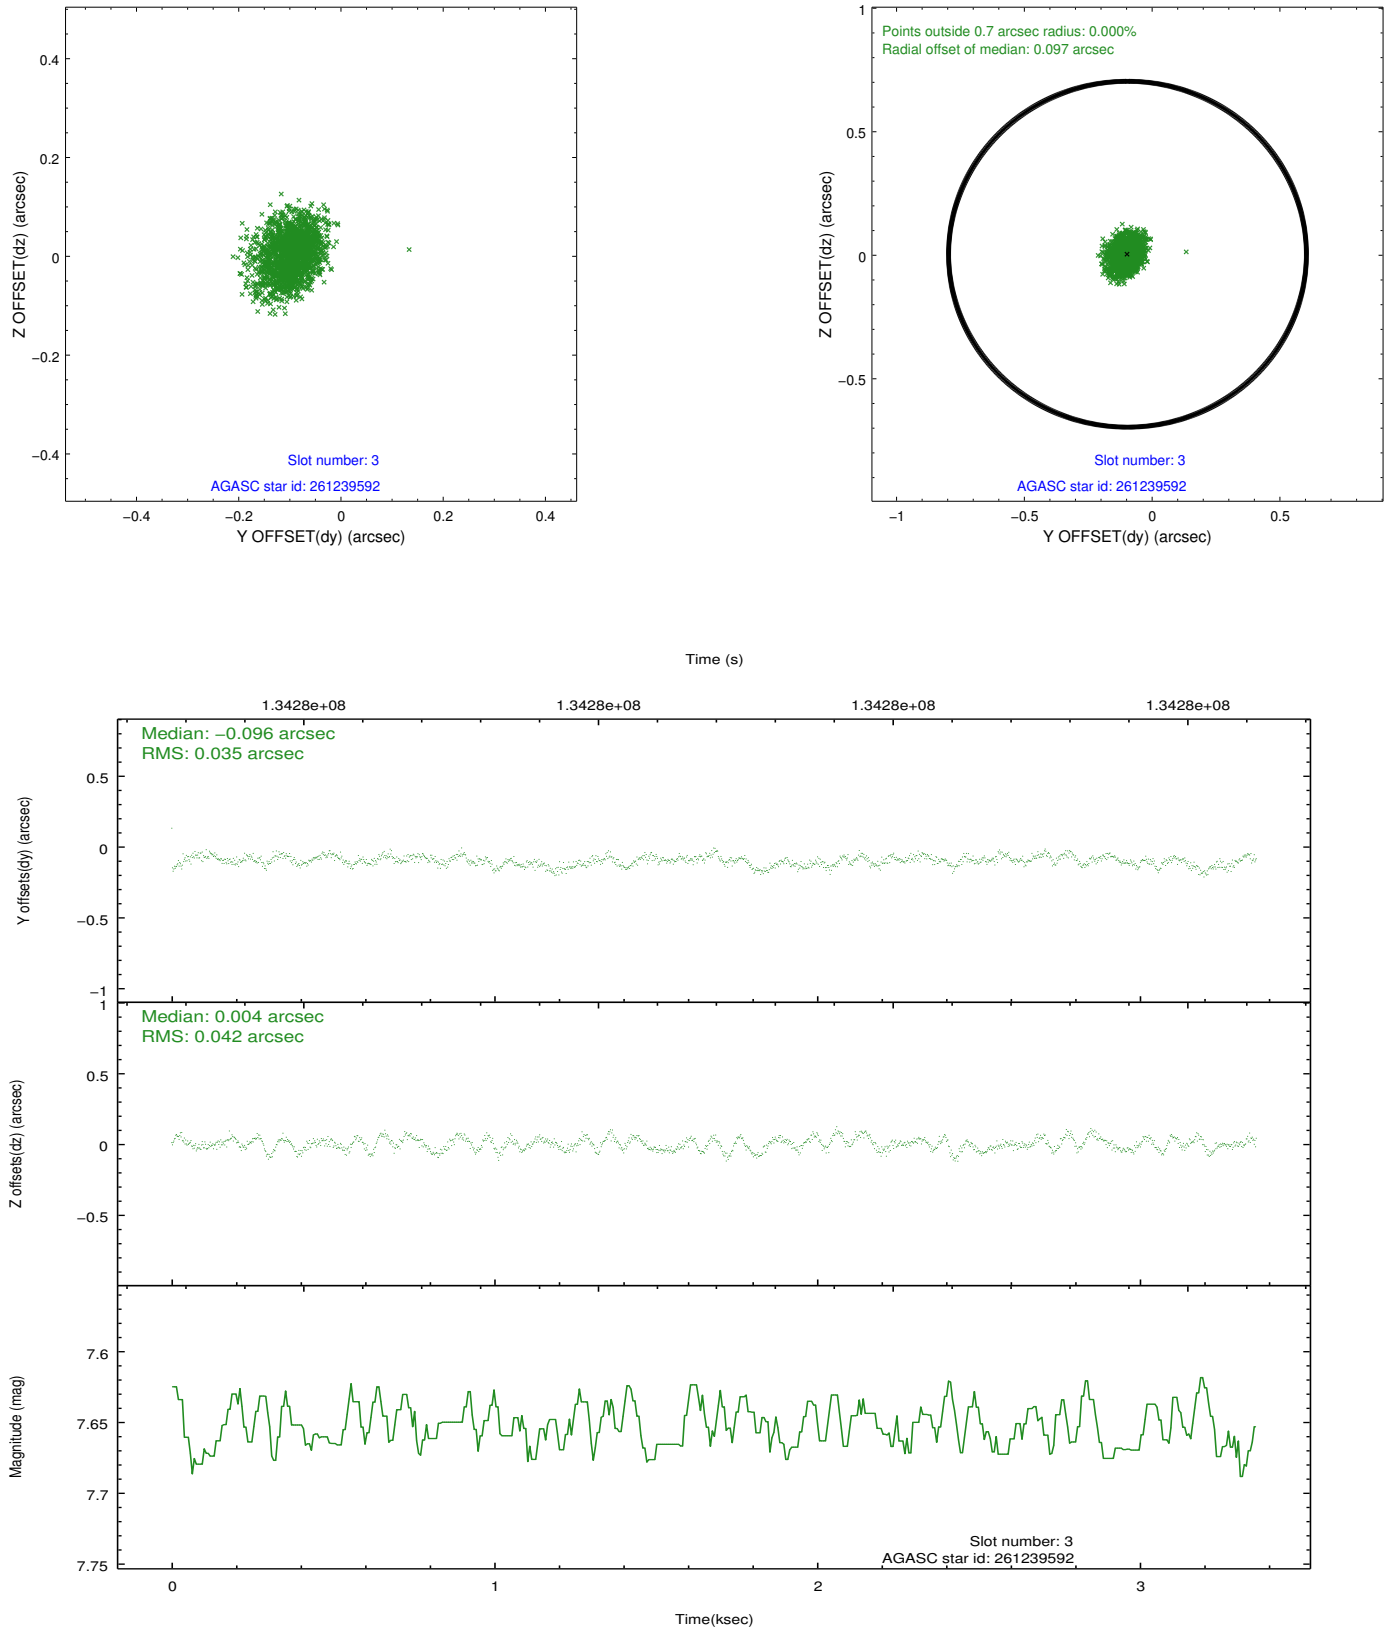 0.4
0.2
0
−0.2
−0.4
Z OFFSET(dz) (arcsec)
Slot number: 3
AGASC star id: 261239592
−0.4
−0.2
0
0.2
0.4
Y OFFSET(dy) (arcsec)
Points outside 0.7 arcsec radius: 0.000%
Radial offset of median: 0.097 arcsec
1
0.5
0
−0.5
Z OFFSET(dz) (arcsec)
Slot number: 3
AGASC star id: 261239592
−1
−0.5
0
0.5
Y OFFSET(dy) (arcsec)
Time (s)
1.3428e+08
1.3428e+08
1.3428e+08
1.3428e+08
Median: −0.096 arcsec
RMS: 0.035 arcsec
0.5
0
−0.5
−1
Y offsets(dy) (arcsec)
Median: 0.004 arcsec
RMS: 0.042 arcsec
1
0.5
0
−0.5
Z offsets(dz) (arcsec)
7.6
7.65
7.7
7.75
Magnitude (mag)
Slot number: 3
AGASC star id: 261239592
0
1
2
3
Time(ksec)